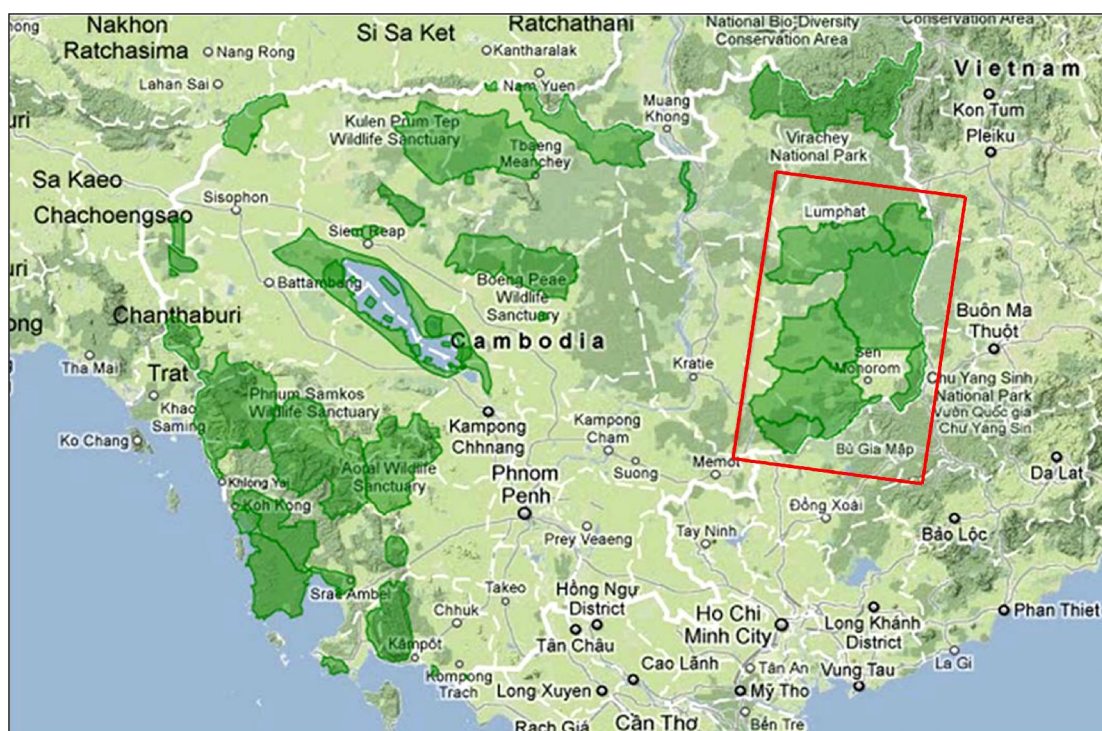 Nakhon
Ratchasima
Nang Rong
Lahan Sai
Si Sa Ket
Ratchathani
Kantharalak
Nam Yuen
National Bio-Diversity
Conservation Area
Conservation Area
Vietnam
Kon Tum
Pleiku
Muang
Khong
Kulen Prum Tep
Wildlife Sanctuary
Tbaeng
Meanchey
Virachey
National Park
Sa Kaeo
Chachoengsao
Sisophon
Siem Reap
Lumphat
Battambang
Boeng Peae
Wildlife
Sanctuary
Chanthaburi
Cambodia
Buôn Ma
Thuột
Tha Mai
Trat
Khao
Saming
Kratie
Sen
Monorom
Chu Yang Sinh
National Park
Vườn Quốc gia
Chư Yang Sin
Phnum Samkos
Wildlife Sanctuary
Ko Chang
Kampong
Chhnang
Kampong
Cham
Suong
Memot
Bù Gia Mập
Da Lat
Aoral Wildlife
Sanctuary
Phnom
Penh
Khlong Yai
Koh Kong
Prey Veaeng
Tay Ninh
Đồng Xoài
Bảo Lộc
Srae Ambel
Takeo
Chhuk
Hồng Ngự
District
Tân Châu
Ho Chi
Minh City
Long Khánh
District
Phan Thiet
Kâmpôt
Kompong
Trach
Cao Lãnh
Tân An
Vung Tau
La Gi
Long Xuyen
Mỹ Tho
Rạch Giá
Cần Thơ
Bến Tre